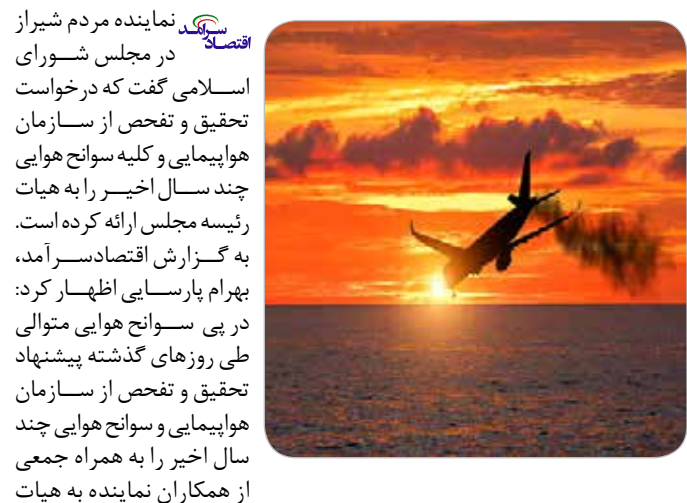 اقتصاد سرآمد
نماینده مردم شیراز
در مجلس شورای
اسلامی گفت که درخواست
تحقیق و تفحص از سازمان
هواپیمایی و کلیه سوانح هوایی
چند سال اخیر را به هیات
رئیسه مجلس ارائه کرده است.
به گزارش اقتصادسرآمد،
بهرام پارسایی اظهار کرد:
در پی سوانح هوایی متوالی
طی روزهای گذشته پیشنهاد
تحقیق و تفحص از سازمان
هواپیمایی و سوانح هوایی چند
سال اخیر را به همراه جمعی
از همکاران نماینده به هیات